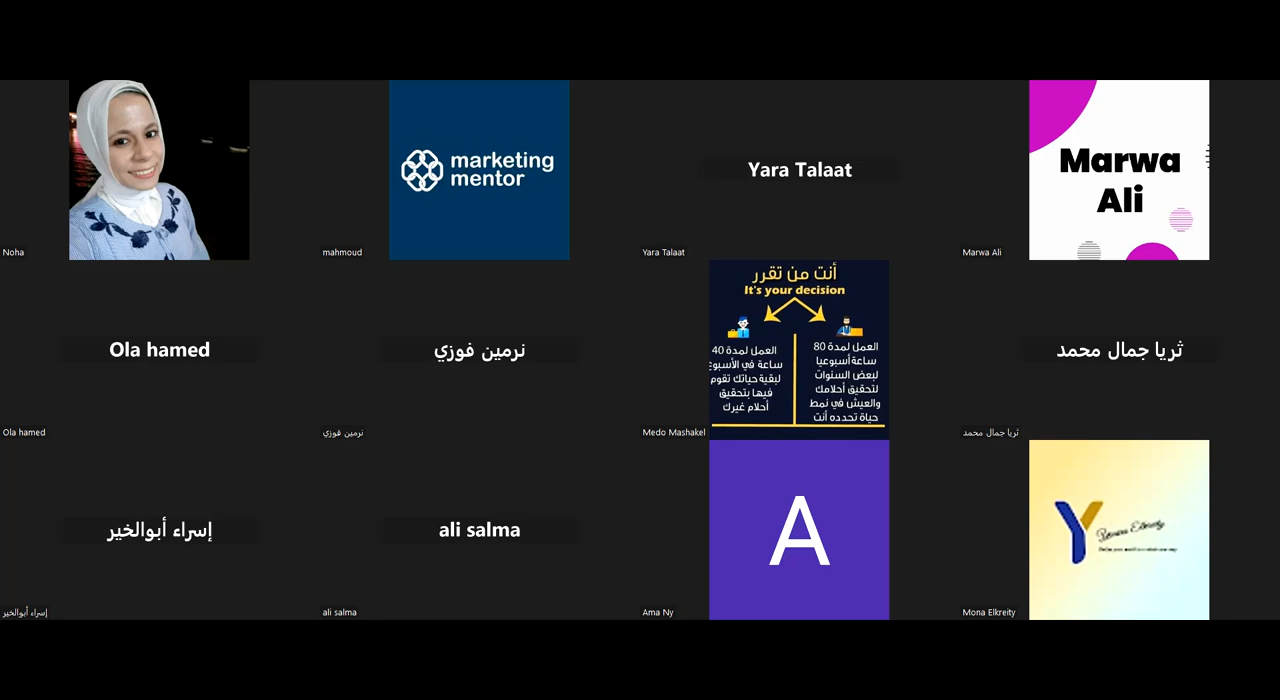 Noha
marketing
mentor
mahmoud
Yara Talaat
Yara Talaat
Marwa
Ali
Marwa Ali
Ola hamed
Ola hamed
نرمين فوزي
نرمين فوزي
أنت من تقرر
It's your decision
العمل لمدة 80
ساعة أسبوعيا
لبعض السنوات
لتحقيق أحلامك
والعيش في نمط
حياة تحدده أنت
العمل لمدة 40
ساعة في الأسبوع
لبقية حياتك تقوم
فيها بتحقيق
أحلام غيرك
Medo Mashakel
ثريا جمال محمد
ثريا جمال محمد
إسراء أبوالخير
إسراء أبوالخير
ali salma
ali salma
A
Ama Ny
Y
Mona Elkreity